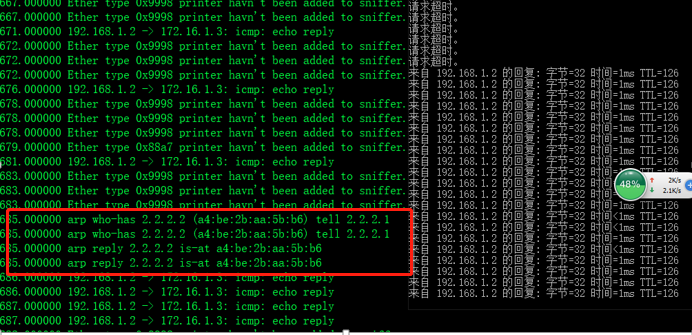 667.000000 Ether type 0x9998 printer havn't been added to sniffer.
671.000000 192.168.1.2 -> 172.16.1.3: icmp: echo reply
672.000000 Ether type 0x9998 printer havn't been added to sniffer.
672.000000 Ether type 0x9998 printer havn't been added to sniffer.
672.000000 Ether type 0x9998 printer havn't been added to sniffer.
676.000000 192.168.1.2 -> 172.16.1.3: icmp: echo reply
678.000000 Ether type 0x9998 printer havn't been added to sniffer.
678.000000 Ether type 0x9998 printer havn't been added to sniffer.
678.000000 Ether type 0x9998 printer havn't been added to sniffer.
679.000000 Ether type 0x88a7 printer havn't been added to sniffer.
681.000000 192.168.1.2 -> 172.16.1.3: icmp: echo reply
683.000000 Ether type 0x9998 printer havn't been added to sniffer.
683.000000 Ether type 0x9998 printer havn't been added to sniffer.
683.000000 Ether type 0x9998 printer havn't been added to sniffer.
685.000000 arp who-has 2.2.2.2 (a4:be:2b:aa:5b:b6) tell 2.2.2.1
685.000000 arp who-has 2.2.2.2 (a4:be:2b:aa:5b:b6) tell 2.2.2.1
685.000000 arp reply 2.2.2.2 is-at a4:be:2b:aa:5b:b6
685.000000 arp reply 2.2.2.2 is-at a4:be:2b:aa:5b:b6
686.000000 192.168.1.2 -> 172.16.1.3: icmp: echo reply
686.000000 192.168.1.2 -> 172.16.1.3: icmp: echo reply
687.000000 192.168.1.2 -> 172.16.1.3: icmp: echo reply
687.000000 192.168.1.2 -> 172.16.1.3: icmp: echo reply
请求超时。
请求超时。
请求超时。
请求超时。
请求超时。
来自 192.168.1.2 的回复: 字节=32 时间=1ms TTL=126
来自 192.168.1.2 的回复: 字节=32 时间=1ms TTL=126
来自 192.168.1.2 的回复: 字节=32 时间=1ms TTL=126
来自 192.168.1.2 的回复: 字节=32 时间=1ms TTL=126
来自 192.168.1.2 的回复: 字节=32 时间=1ms TTL=126
来自 192.168.1.2 的回复: 字节=32 时间=1ms TTL=126
来自 192.168.1.2 的回复: 字节=32 时间=1ms TTL=126
来自 192.168.1.2 的回复: 字节=32 时间=1ms TTL=126
来自 192.168.1.2 的回复: 字节=32 时间=1ms TTL=126
来自 192.168.1.2 的回复: 字节=32 时间=1ms TTL=126
来自 192.168.1.2 的回复: 字节=32 时间=1ms TTL=126
来自 192.168.1.2 的回复: 字节=32 时间<1ms TTL=126
来自 192.168.1.2 的回复: 字节=32 时间<1ms TTL=126
来自 192.168.1.2 的回复: 字节=32 时间<1ms TTL=126
来自 192.168.1.2 的回复: 字节=32 时间=1ms TTL=126
来自 192.168.1.2 的回复: 字节=32 时间=1ms TTL=126
48%
2K/s
2.1K/s